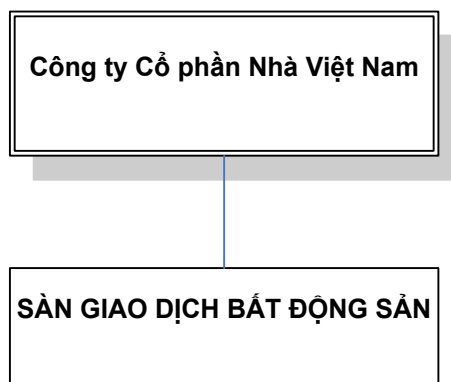 Công ty Cổ phần Nhà Việt Nam
SÀN GIAO DỊCH BẤT ĐỘNG SẢN